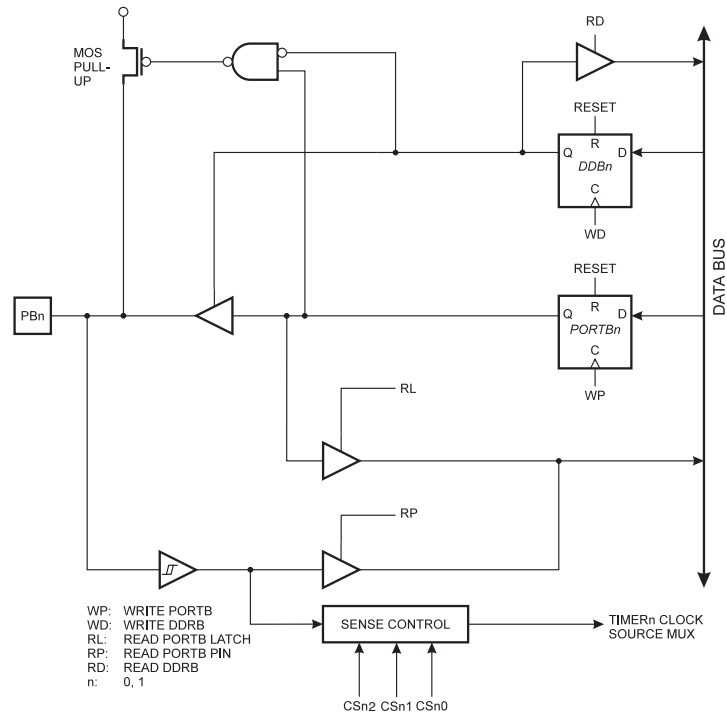 RD
MOS
PULL-
UP
RESET
R
Q
D
DDBn
C
WD
DATA BUS
RESET
R
PBn
Q
D
PORTBn
C
WP
RL
RP
WP: WRITE PORTB
WD: WRITE DDRB
RL: READ PORTB LATCH
RP: READ PORTB PIN
RD: READ DDRB
n: 0, 1
SENSE CONTROL
TIMERn CLOCK
SOURCE MUX
CSn2 CSn1 CSn0